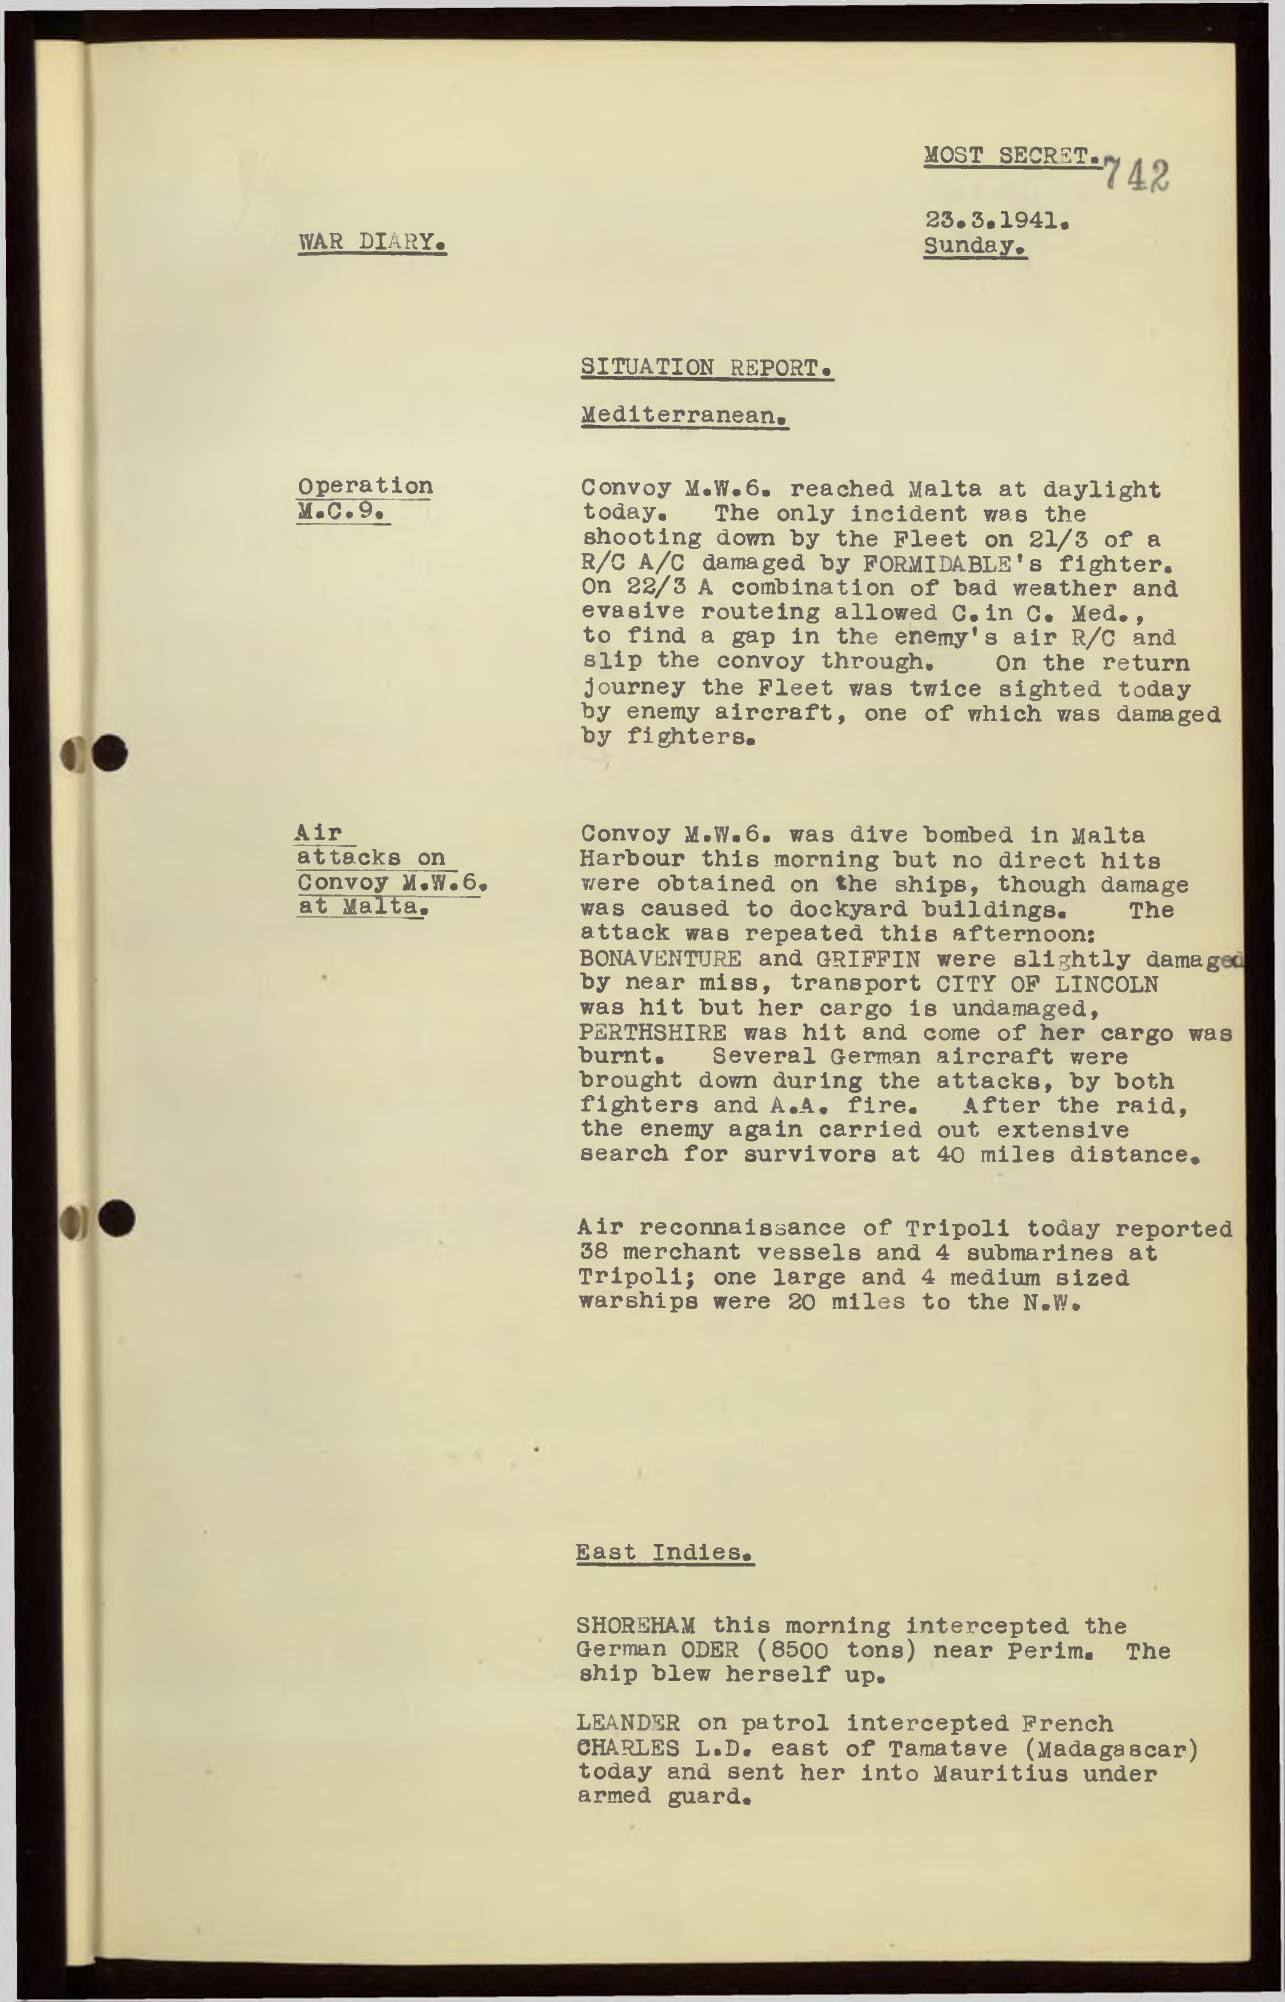 MOST SECRET.
742
23.3.1941.
Sunday.
WAR DIARY.
SITUATION REPORT.
Mediterranean.
Operation
M.C.9.
Convoy M.W.6. reached Malta at daylight
today. The only incident was the
shooting down by the Fleet on 21/3 of a
R/C A/C damaged by FORMIDABLE's fighter.
On 22/3 A combination of bad weather and
evasive routeing allowed C.in C. Med.,
to find a gap in the enemy's air R/C and
slip the convoy through. On the return
journey the Fleet was twice sighted today
by enemy aircraft, one of which was damaged
by fighters.
Air
attacks on
Convoy M.W.6.
at Malta.
Convoy M.W.6. was dive bombed in Malta
Harbour this morning but no direct hits
were obtained on the ships, though damage
was caused to dockyard buildings. The
attack was repeated this afternoon:
BONAVENTURE and GRIFFIN were slightly damaged
by near miss, transport CITY OF LINCOLN
was hit but her cargo is undamaged,
PERTHSHIRE was hit and come of her cargo was
burnt. Several German aircraft were
brought down during the attacks, by both
fighters and A.A. fire. After the raid,
the enemy again carried out extensive
search for survivors at 40 miles distance.
Air reconnaissance of Tripoli today reported
38 merchant vessels and 4 submarines at
Tripoli; one large and 4 medium sized
warships were 20 miles to the N.W.
East Indies.
SHOREHAM this morning intercepted the
German ODER (8500 tons) near Perim. The
ship blew herself up.
LEANDER on patrol intercepted French
CHARLES L.D. east of Tamatave (Madagascar)
today and sent her into Mauritius under
armed guard.